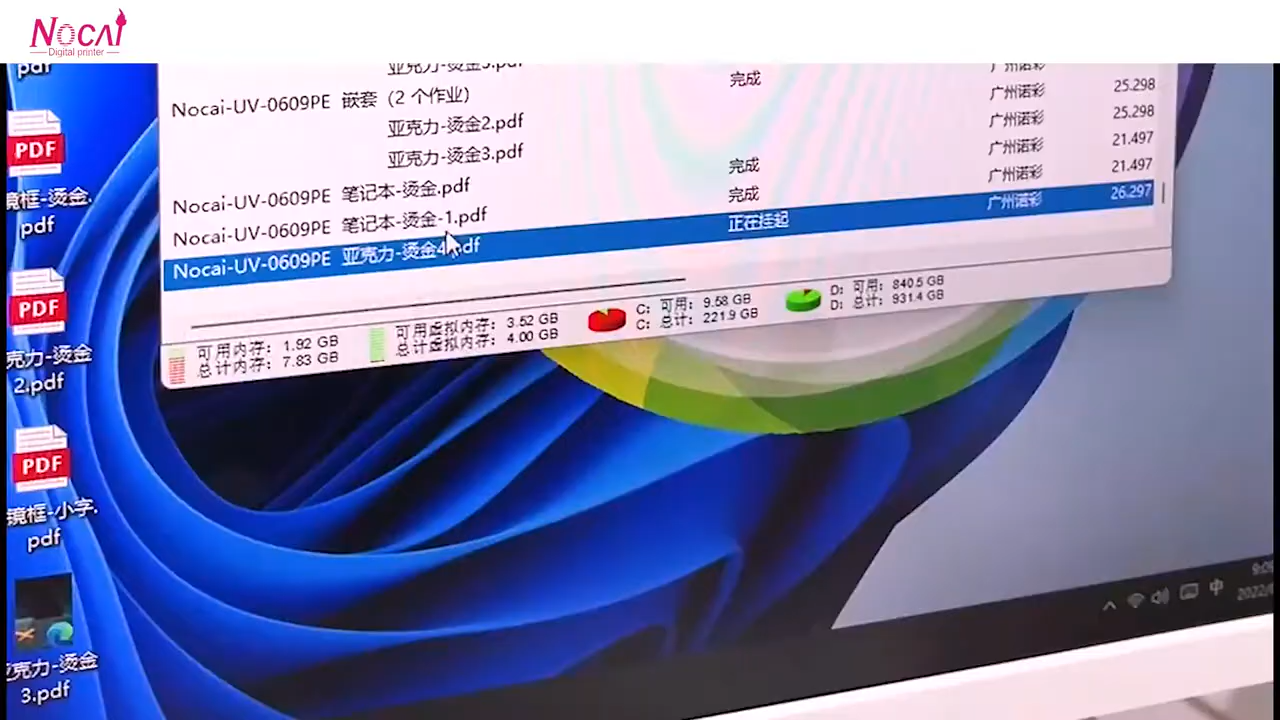 NOCAI
Digital printer
pdf
完成
广州诺彩 25.298
Nocai-UV-0609PE 嵌套 (2 个作业)
亚克力-烫金2.pdf 广州诺彩 25.298
亚克力-烫金3.pdf 广州诺彩 21.497
Nocai-UV-0609PE 笔记本-烫金.pdf 完成 广州诺彩 21.497
Nocai-UV-0609PE 笔记本-烫金-1.pdf 完成
Nocai-UV-0609PE 亚克力-烫金4.pdf 正在挂起 广州诺彩 26.297
可用内存: 1.92 GB
总计内存: 7.83 GB
可用虚拟内存: 3.52 GB
总计虚拟内存: 4.00 GB
C: 可用: 9.58 GB
C: 总计: 221.9 GB
D: 可用: 840.5 GB
D: 总计: 931.4 GB
PDF
镜框-烫金.
pdf
PDF
克力-烫金
2.pdf
PDF
镜框-小字.
pdf
亚克力-烫金
3.pdf
中
9:0
2022/